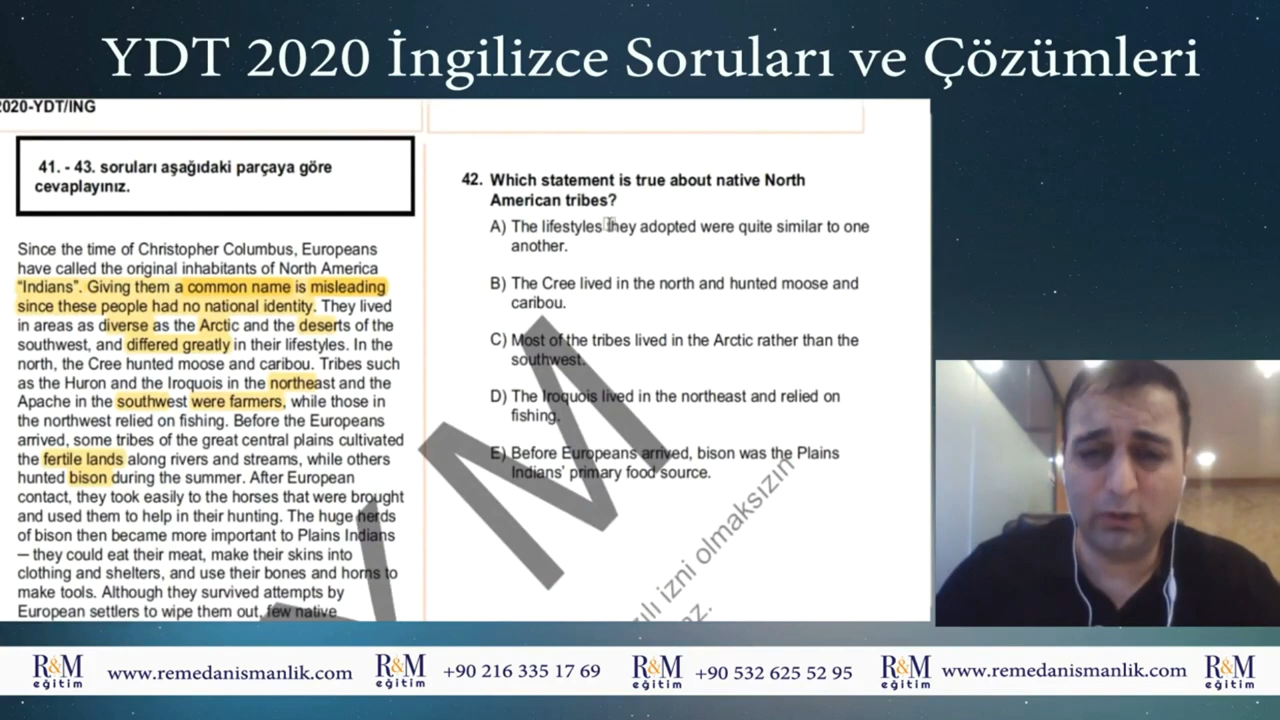 YDT 2020 İngilizce Soruları ve Çözümleri
2020-YDT/ING
41. - 43. soruları aşağıdaki parçaya göre
cevaplayınız.
Since the time of Christopher Columbus, Europeans
have called the original inhabitants of North America
“Indians”. Giving them a common name is misleading
since these people had no national identity. They lived
in areas as diverse as the Arctic and the deserts of the
southwest, and differed greatly in their lifestyles. In the
north, the Cree hunted moose and caribou. Tribes such
as the Huron and the Iroquois in the northeast and the
Apache in the southwest were farmers, while those in
the northwest relied on fishing. Before the Europeans
arrived, some tribes of the great central plains cultivated
the fertile lands along rivers and streams, while others
hunted bison during the summer. After European
contact, they took easily to the horses that were brought
and used them to help in their hunting. The huge herds
of bison then became more important to Plains Indians
— they could eat their meat, make their skins into
clothing and shelters, and use their bones and horns to
make tools. Although they survived attempts by
European settlers to wipe them out, few native
42. Which statement is true about native North
American tribes?
A) The lifestyles they adopted were quite similar to one
another.
B) The Cree lived in the north and hunted moose and
caribou.
C) Most of the tribes lived in the Arctic rather than the
southwest.
D) The Iroquois lived in the northeast and relied on
fishing.
E) Before Europeans arrived, bison was the Plains
Indians’ primary food source.
Y M
izni olmaksızın
R&M eğitim www.remedanismanlik.com R&M eğitim +90 216 335 17 69 R&M eğitim +90 532 625 52 95 R&M eğitim www.remedanismanlik.com R&M eğitim